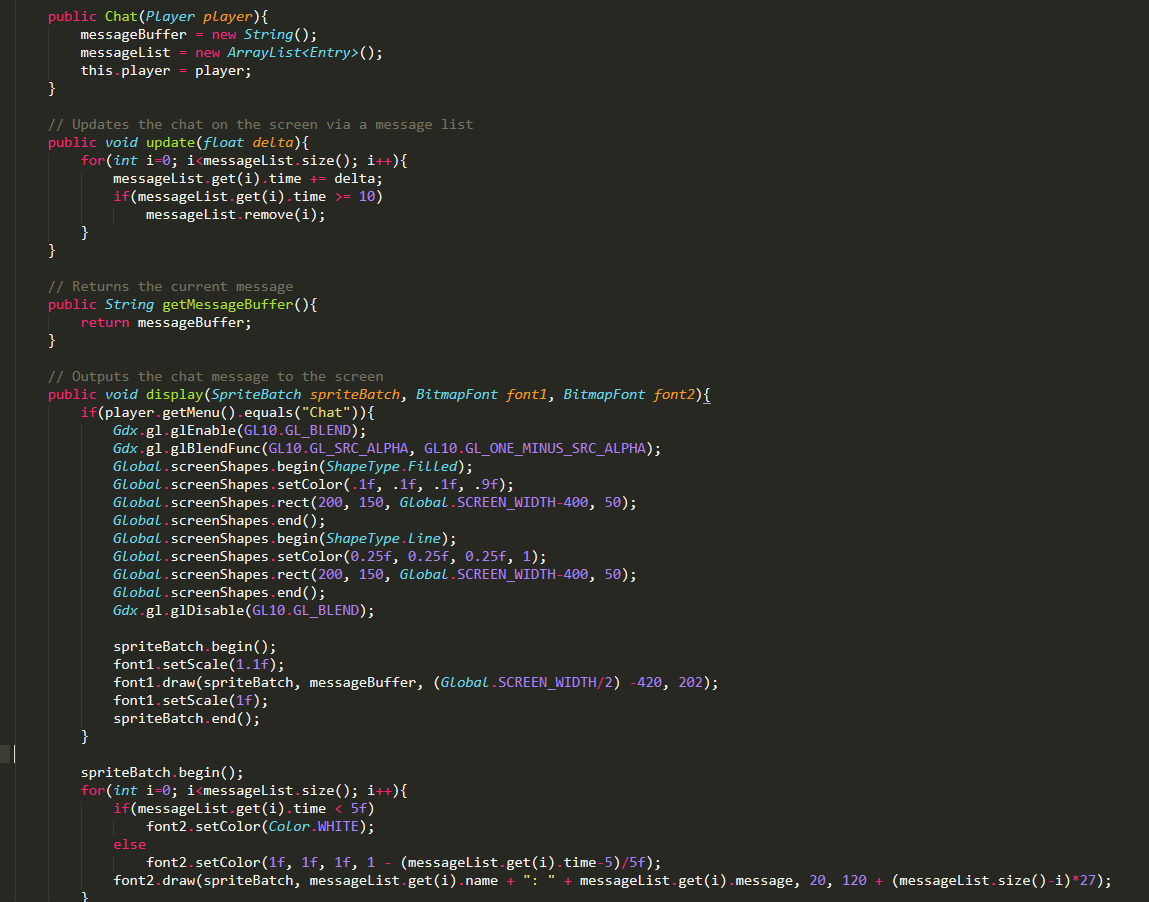 public Chat(Player player){
messageBuffer = new String();
messageList = new ArrayList<Entry>();
this.player = player;
}
// Updates the chat on the screen via a message list
public void update(float delta){
for(int i=0; i<messageList.size(); i++){
messageList.get(i).time += delta;
if(messageList.get(i).time >= 10)
messageList.remove(i);
}
}
// Returns the current message
public String getMessageBuffer(){
return messageBuffer;
}
// Outputs the chat message to the screen
public void display(SpriteBatch spriteBatch, BitmapFont font1, BitmapFont font2){
if(player.getMenu().equals("Chat")){
Gdx.gl.glEnable(GL10.GL_BLEND);
Gdx.gl.glBlendFunc(GL10.GL_SRC_ALPHA, GL10.GL_ONE_MINUS_SRC_ALPHA);
Global.screenShapes.begin(ShapeType.Filled);
Global.screenShapes.setColor(.1f, .1f, .1f, .9f);
Global.screenShapes.rect(200, 150, Global.SCREEN_WIDTH-400, 50);
Global.screenShapes.end();
Global.screenShapes.begin(ShapeType.Line);
Global.screenShapes.setColor(0.25f, 0.25f, 0.25f, 1);
Global.screenShapes.rect(200, 150, Global.SCREEN_WIDTH-400, 50);
Global.screenShapes.end();
Gdx.gl.glDisable(GL10.GL_BLEND);
spriteBatch.begin();
font1.setScale(1.1f);
font1.draw(spriteBatch, messageBuffer, (Global.SCREEN_WIDTH/2) -420, 202);
font1.setScale(1f);
spriteBatch.end();
}
spriteBatch.begin();
for(int i=0; i<messageList.size(); i++){
if(messageList.get(i).time < 5f)
font2.setColor(Color.WHITE);
else
font2.setColor(1f, 1f, 1f, 1 - (messageList.get(i).time-5)/5f);
font2.draw(spriteBatch, messageList.get(i).name + ": " + messageList.get(i).message, 20, 120 + (messageList.size()-i)*27);
}